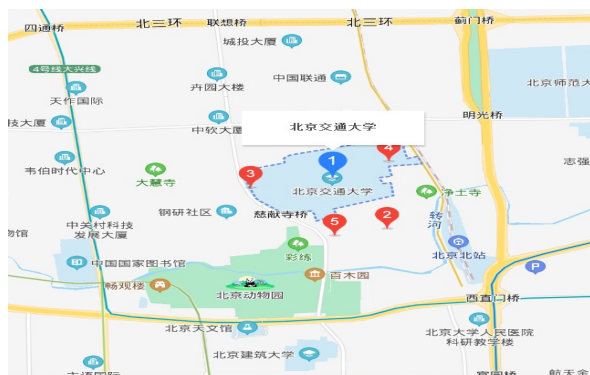 四通桥
北三环
联想桥
北三环
蓟门桥
城投大厦
4号线大兴线
中国联通
北京师范大
卉园大楼
天作国际
技大厦
中软大厦
北京交通大学
明光桥
4
1
志强
韦伯时代中心
大慧寺
3
北京交通大学
净土寺
钢研社区
慈献寺桥
2
5
转河
中关村科技
发展大厦
物馆
彩练
北京北站
中国国家图书馆
百木园
P
畅观楼
北京动物园
西直门桥
北京天文馆
北京大学人民医院
科研教学楼
北京建筑大学
航天金